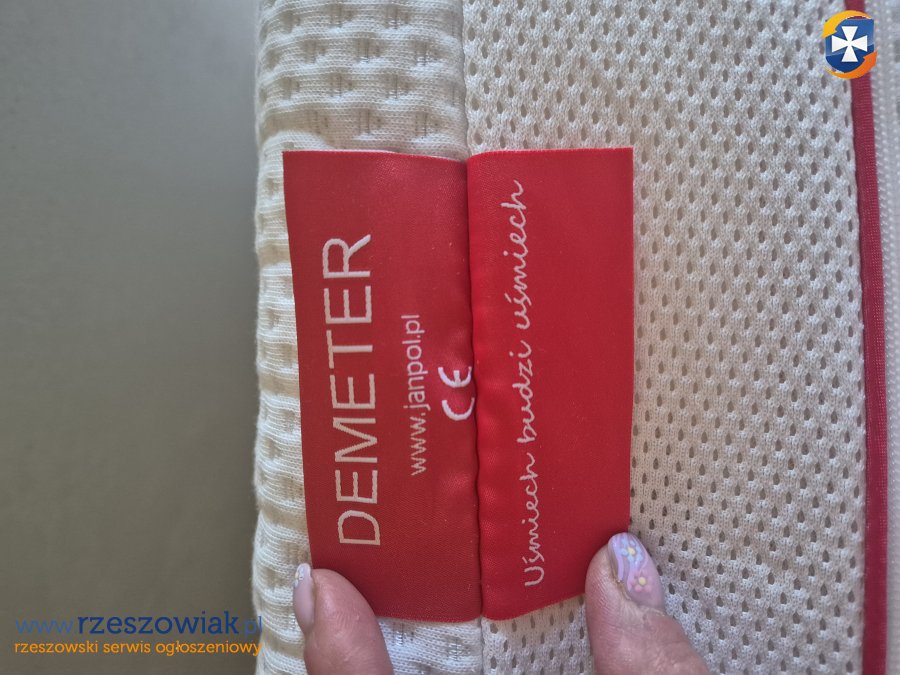 DEMETER
www.janpol.pl
CE
Uśmiech budzi uśmiech
www.rzeszowiak.pl
rzeszowski serwis ogłoszeniowy